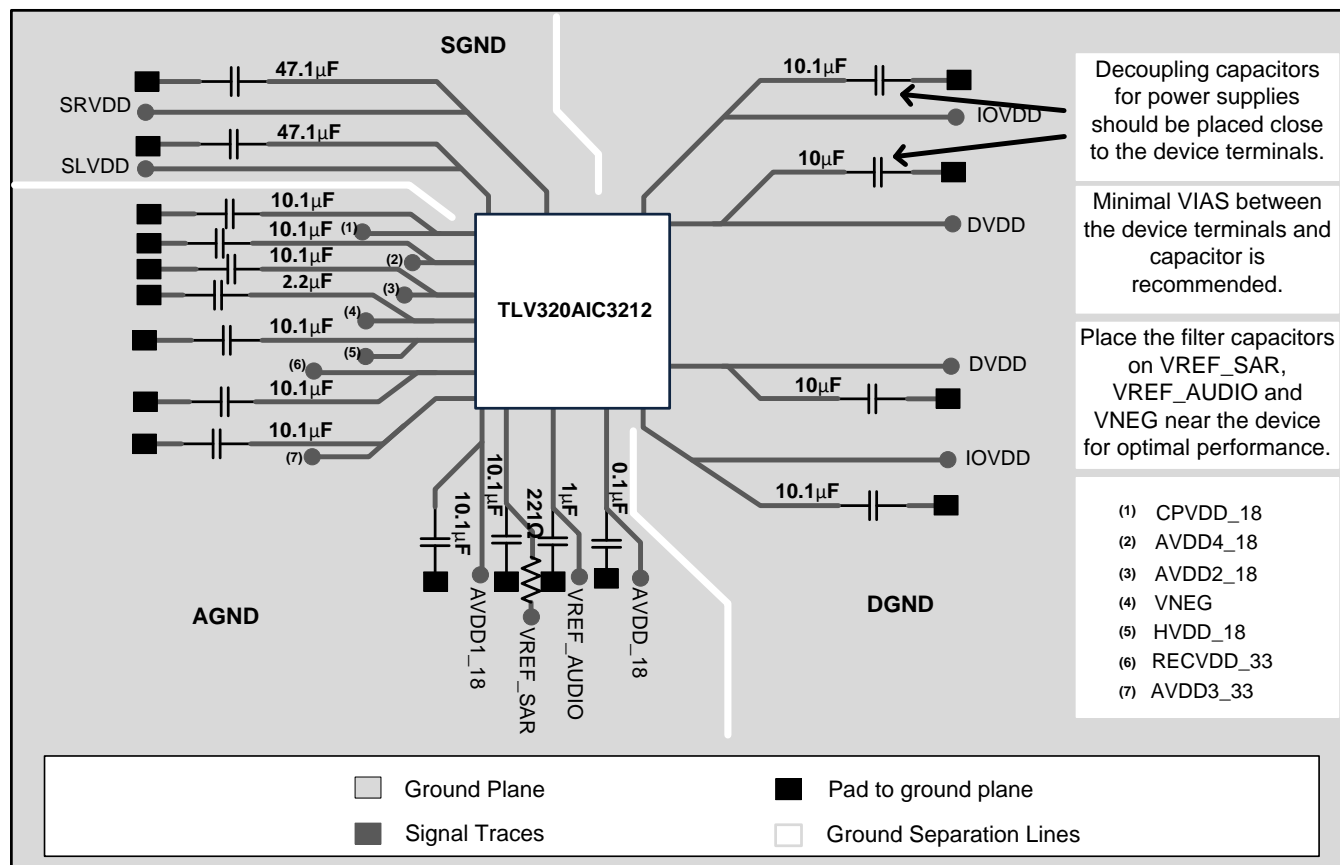 SGND
47.1μF
SRVDD
47.1μF
SLVDD
10.1μF
(1)
10.1μF
(2)
10.1μF
(3)
2.2μF
(4)
10.1μF
(5)
(6)
10.1μF
10.1μF
(7)
TLV320AIC3212
10.1μF
IOVDD
10μF
DVDD
DVDD
10μF
IOVDD
10.1μF
10.1μF
10.1μF
221Ω
1μF
0.1μF
AVDD1_18
VREF_SAR
VREF_AUDIO
AVDD_18
AGND
DGND
Decoupling capacitors
for power supplies
should be placed close
to the device terminals.
Minimal VIAS between
the device terminals and
capacitor is
recommended.
Place the filter capacitors
on VREF_SAR,
VREF_AUDIO and
VNEG near the device
for optimal performance.
(1) CPVDD_18
(2) AVDD4_18
(3) AVDD2_18
(4) VNEG
(5) HVDD_18
(6) RECVDD_33
(7) AVDD3_33
Ground Plane
Pad to ground plane
Signal Traces
Ground Separation Lines